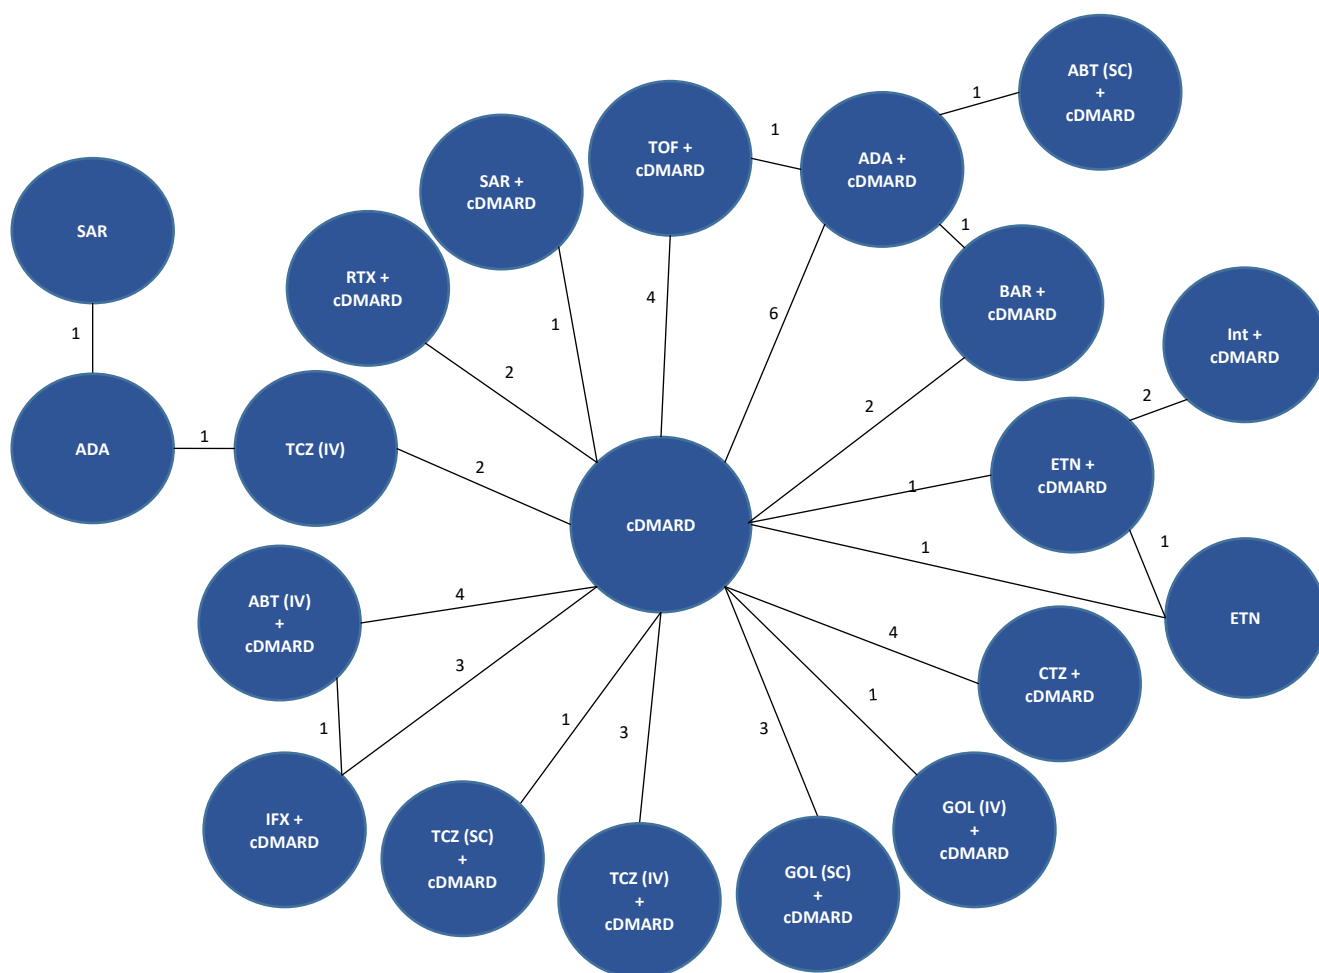 ABT (SC)
+
cDMARD
1
1
TOF +
cDMARD
ADA +
cDMARD
SAR +
cDMARD
SAR
1
RTX +
cDMARD
BAR +
cDMARD
4
6
1
1
Int +
cDMARD
2
2
2
ADA
1
TCZ (IV)
2
ETN +
cDMARD
1
cDMARD
1
1
ABT (IV)
+
cDMARD
4
ETN
4
3
CTZ +
cDMARD
1
1
1
3
3
IFX +
cDMARD
GOL (IV)
+
cDMARD
TCZ (SC)
+
cDMARD
TCZ (IV)
+
cDMARD
GOL (SC)
+
cDMARD